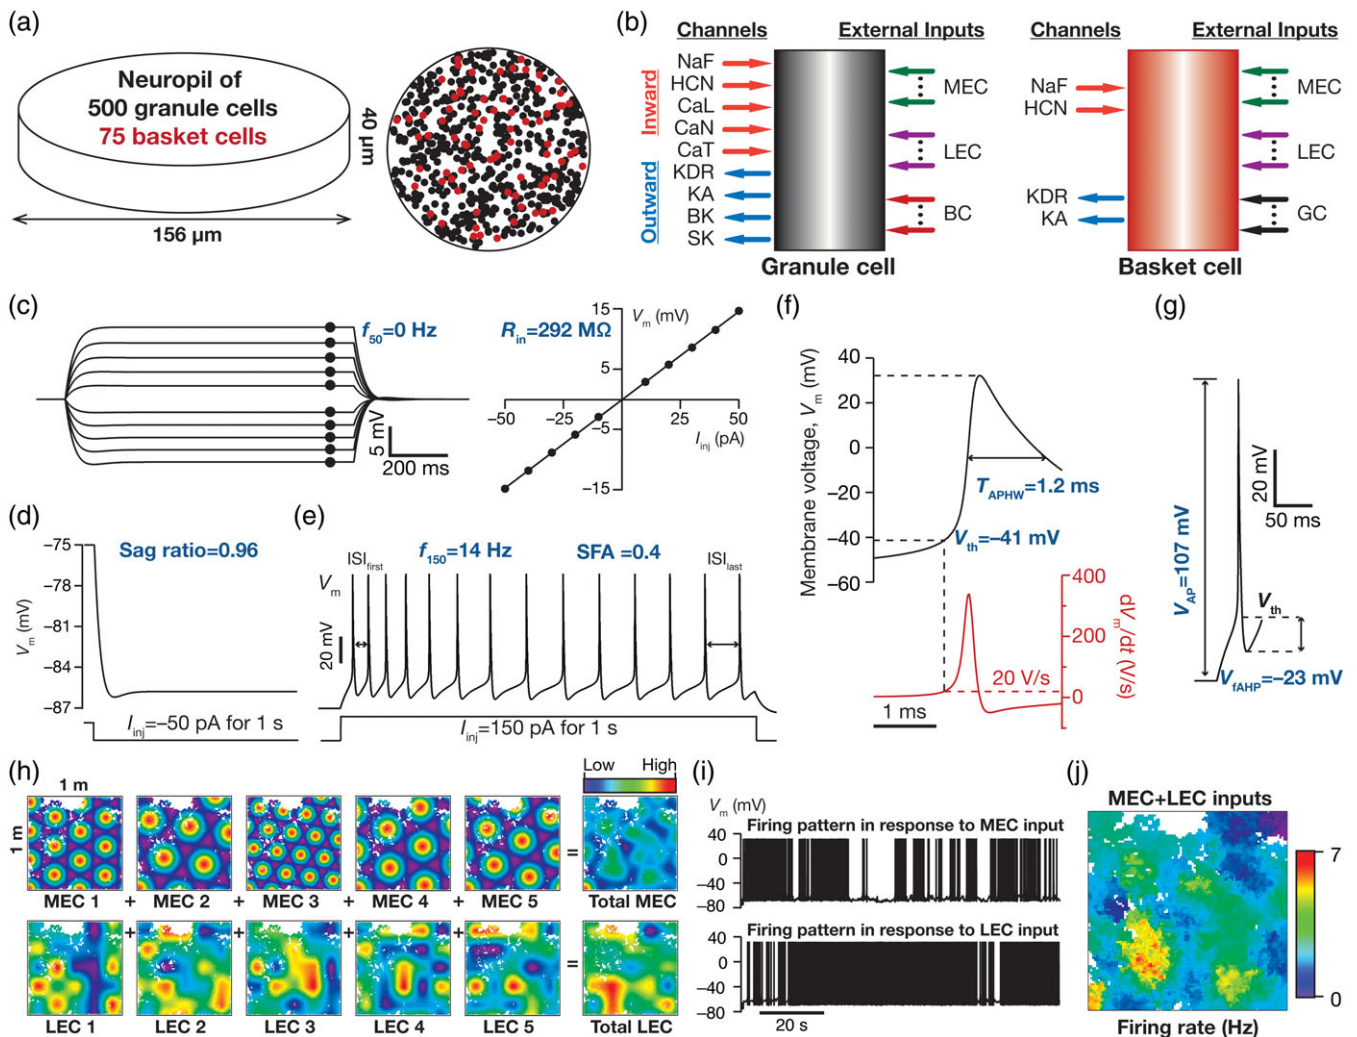 (a)
Neuropil of
500 granule cells
75 basket cells
40 µm
156 µm
(b)
Channels
External Inputs
Inward
Outward
NaF
HCN
CaL
CaN
CaT
KDR
KA
BK
SK
MEC
LEC
BC
Granule cell
Channels
External Inputs
NaF
HCN
KDR
KA
MEC
LEC
GC
Basket cell
(c)
f50=0 Hz
5 mV
200 ms
Rin=292 MΩ
Vm (mV)
15
5
−50
−25
25
50
−5
−15
Iinj (pA)
(d)
Sag ratio=0.96
Vm (mV)
−75
−78
−81
−84
−87
Iinj=−50 pA for 1 s
(e)
ISIfirst
f150=14 Hz
SFA =0.4
ISIlast
Vm
20 mV
Iinj=150 pA for 1 s
(f)
Membrane voltage, Vm (mV)
40
20
0
−20
−40
−60
TAPHW=1.2 ms
Vth=−41 mV
400
200
0
dVm/dt (V/s)
20 V/s
1 ms
(g)
VAP=107 mV
20 mV
50 ms
Vth
VfAHP=−23 mV
(h)
1 m
1 m
Low High
MEC 1 + MEC 2 + MEC 3 + MEC 4 + MEC 5 = Total MEC
LEC 1 + LEC 2 + LEC 3 + LEC 4 + LEC 5 = Total LEC
(i)
Vm (mV)
Firing pattern in response to MEC input
40
0
−40
−80
Firing pattern in response to LEC input
40
0
−40
−80
20 s
(j)
MEC+LEC inputs
7
0
Firing rate (Hz)